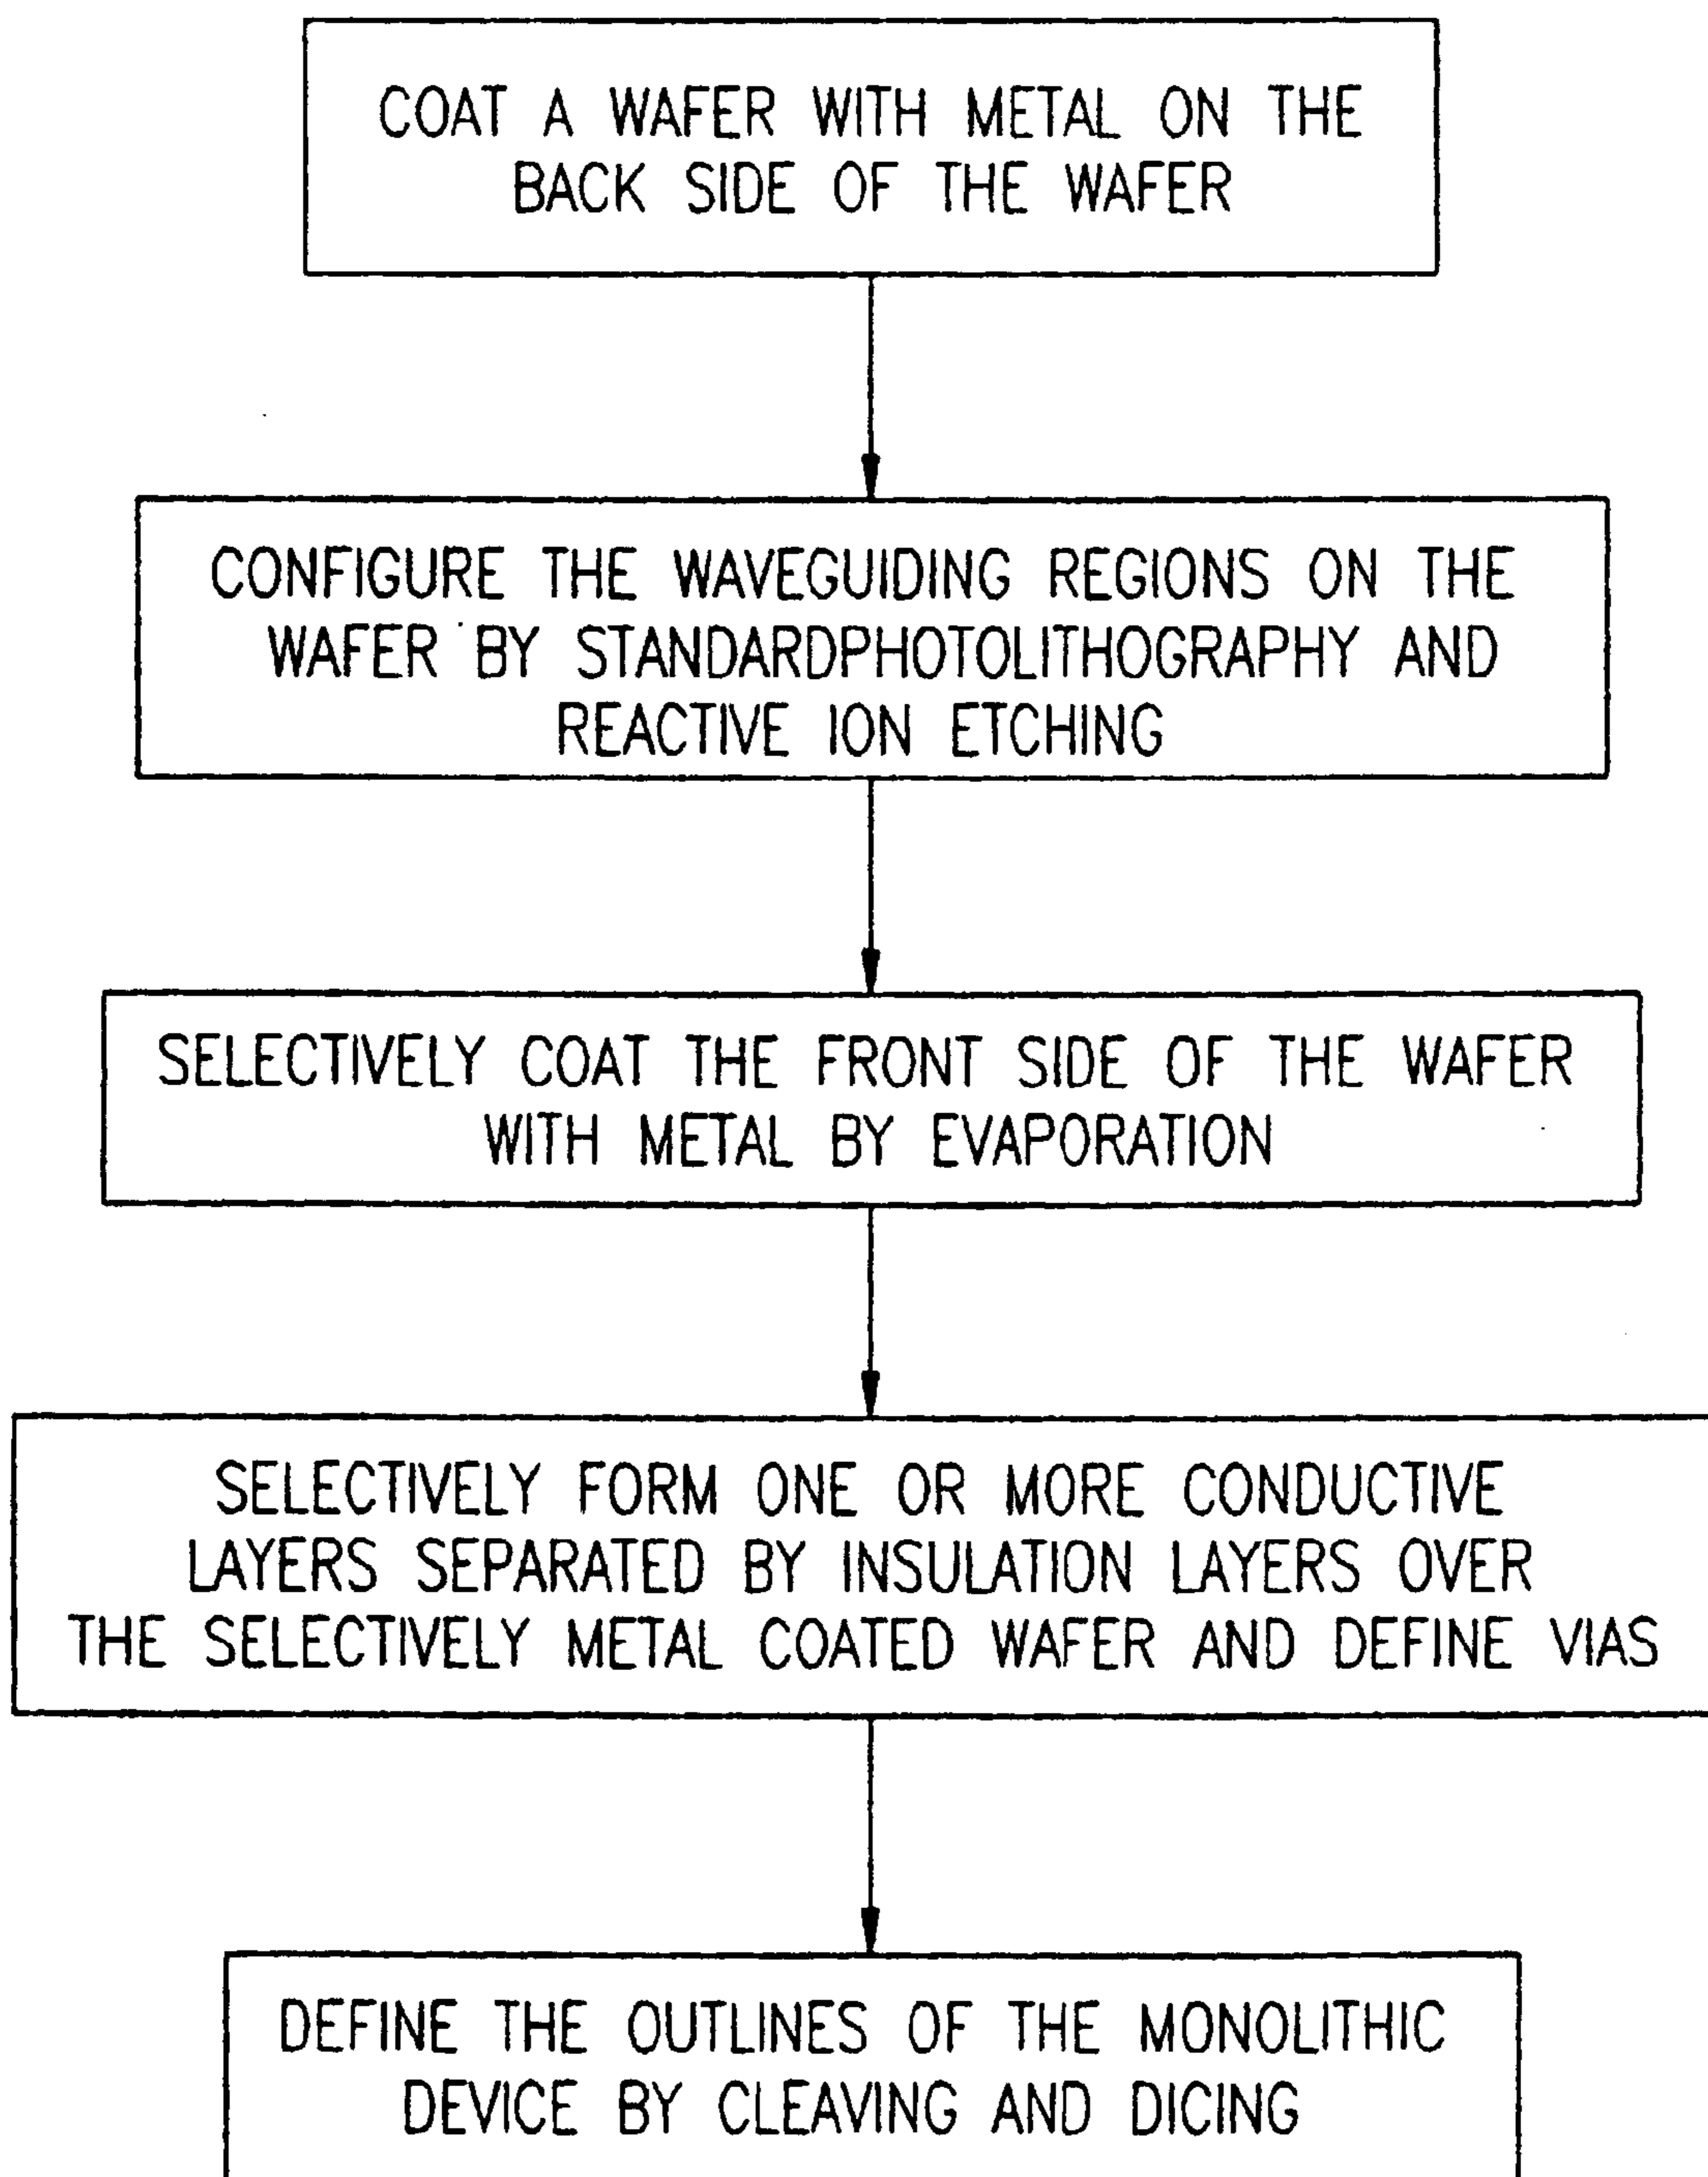 COAT A WAFER WITH METAL ON THE
BACK SIDE OF THE WAFER
CONFIGURE THE WAVEGUIDING REGIONS ON THE
WAFER BY STANDARDPHOTOLITHOGRAPHY AND
REACTIVE ION ETCHING
SELECTIVELY COAT THE FRONT SIDE OF THE WAFER
WITH METAL BY EVAPORATION
SELECTIVELY FORM ONE OR MORE CONDUCTIVE
LAYERS SEPARATED BY INSULATION LAYERS OVER
THE SELECTIVELY METAL COATED WAFER AND DEFINE VIAS
DEFINE THE OUTLINES OF THE MONOLITHIC
DEVICE BY CLEAVING AND DICING